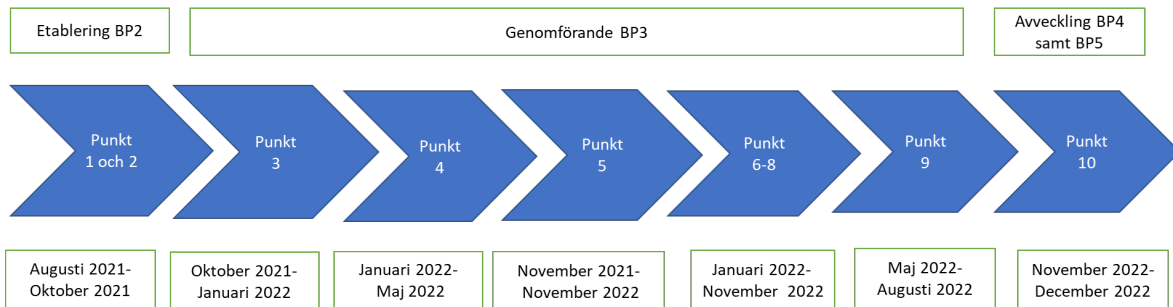 Etablering BP2
Genomförande BP3
Avveckling BP4
samt BP5
Punkt
1 och 2
Punkt
3
Punkt
4
Punkt
5
Punkt
6-8
Punkt
9
Punkt
10
Augusti 2021-
Oktober 2021
Oktober 2021-
Januari 2022
Januari 2022-
Maj 2022
November 2021-
November 2022
Januari 2022-
November 2022
Maj 2022-
Augusti 2022
November 2022-
December 2022